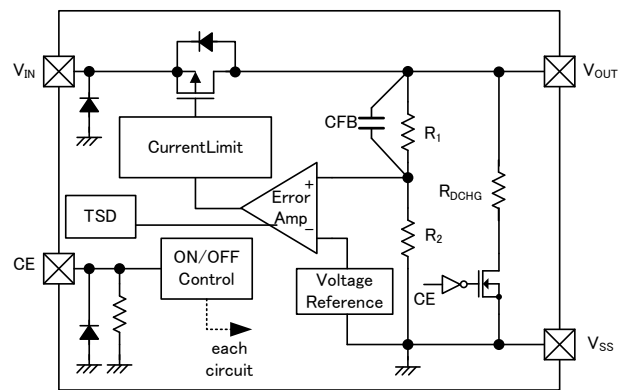 VIN
VOUT
CFB
R1
CurrentLimit
RDCHG
+
Error
Amp
−
TSD
R2
CE
ON/OFF
Control
Voltage
Reference
CE
each
circuit
VSS